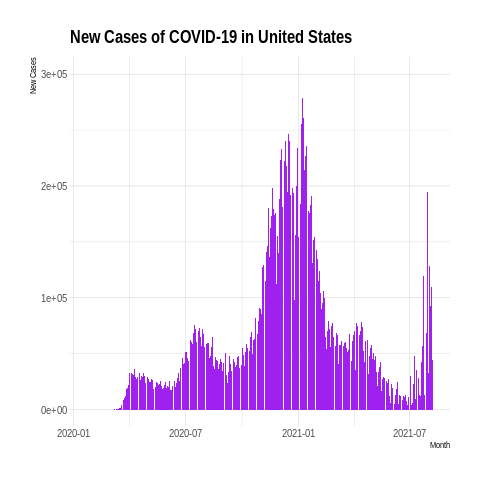 New Cases of COVID-19 in United States
New Cases
3e+05
2e+05
1e+05
0e+00
2020-01 2020-07 2021-01 2021-07
Month